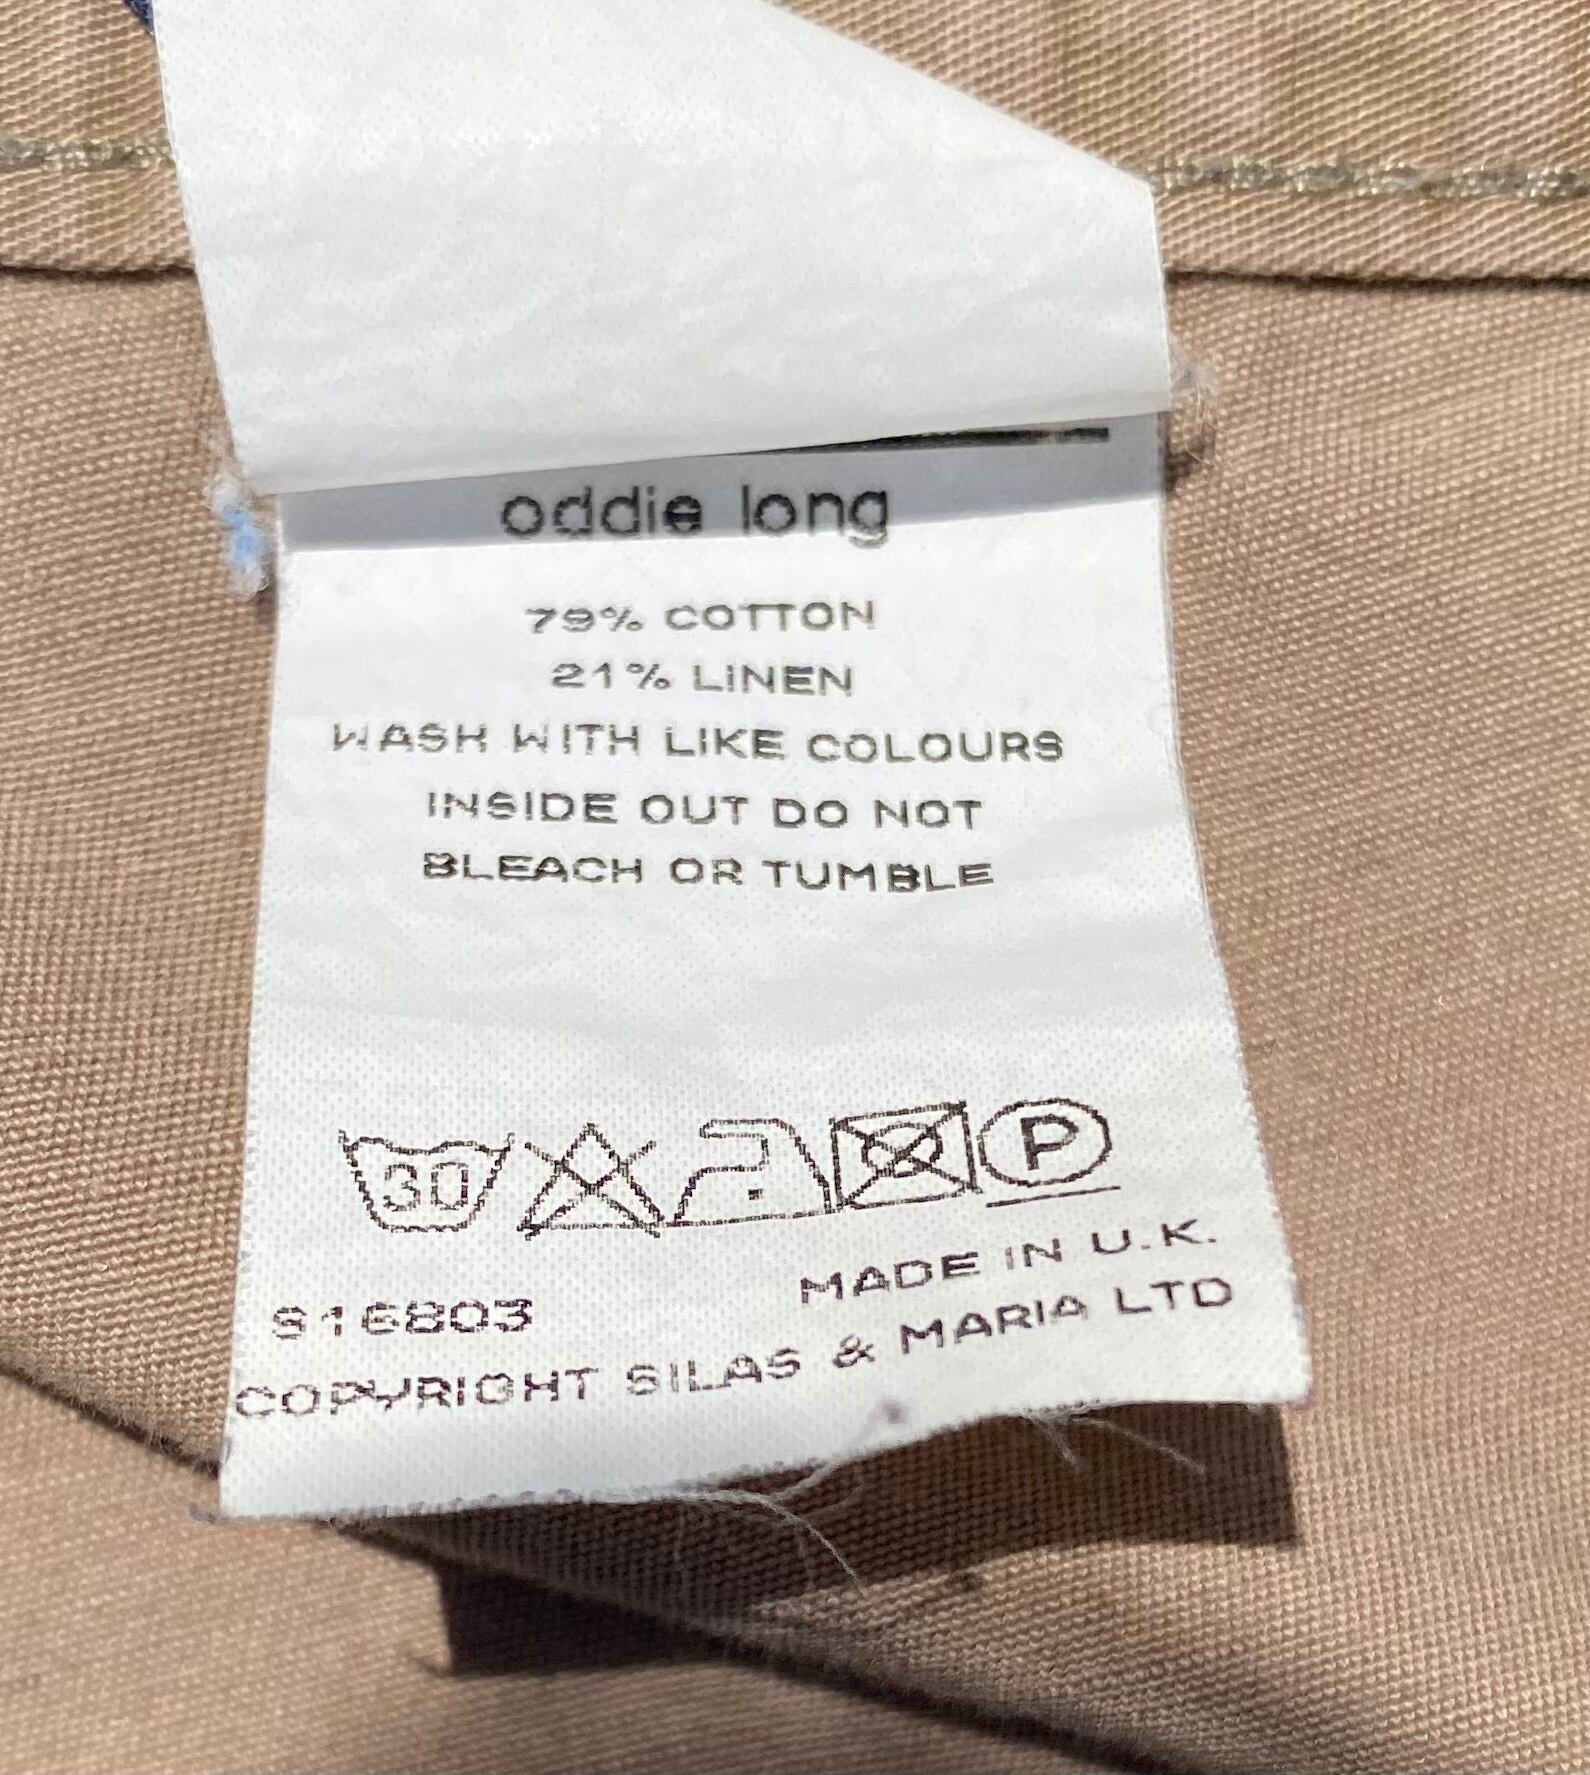 oddie long
79% COTTON
21% LINEN
WASH WITH LIKE COLOURS
INSIDE OUT DO NOT
BLEACH OR TUMBLE
30 P
MADE IN U.K.
S16803
COPYRIGHT SILAS & MARIA LTD